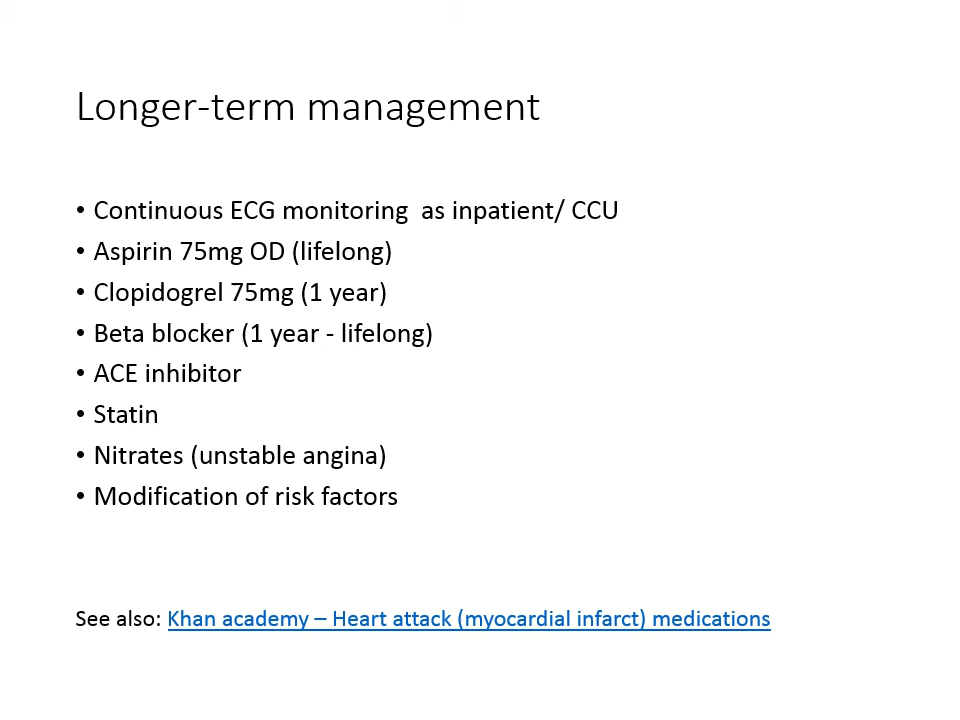 Longer-term management
• Continuous ECG monitoring  as inpatient/ CCU
• Aspirin 75mg OD (lifelong)
• Clopidogrel 75mg (1 year)
• Beta blocker (1 year - lifelong)
• ACE inhibitor
• Statin
• Nitrates (unstable angina)
• Modification of risk factors
See also: Khan academy – Heart attack (myocardial infarct) medications